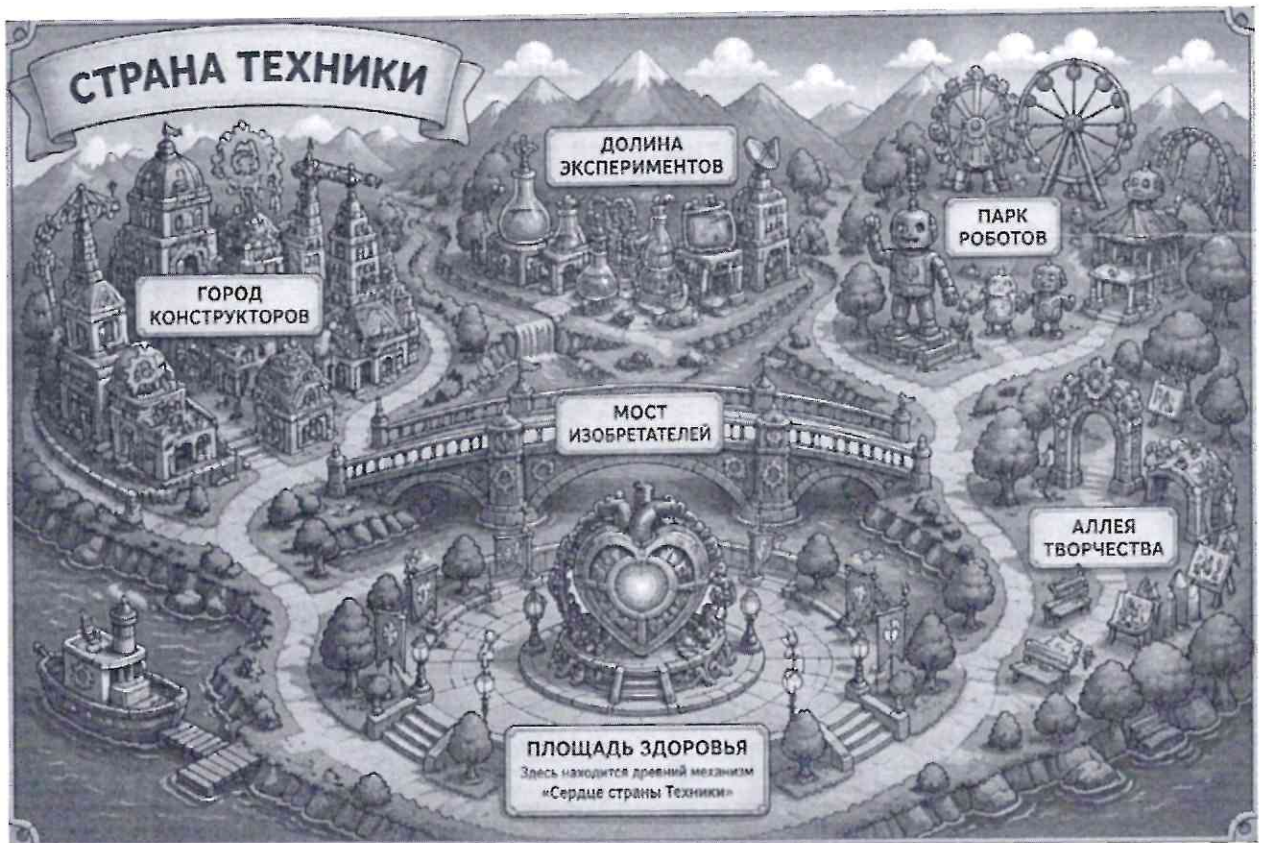 СТРАНА ТЕХНИКИ
ДОЛИНА
ЭКСПЕРИМЕНТОВ
ПАРК
РОБОТОВ
ГОРОД
КОНСТРУКТОРОВ
МОСТ
ИЗОБРЕТАТЕЛЕЙ
АЛЛЕЯ
ТВОРЧЕСТВА
ПЛОЩАДЬ ЗДОРОВЬЯ
Здесь находится древний механизм
«Сердце страны Техники»